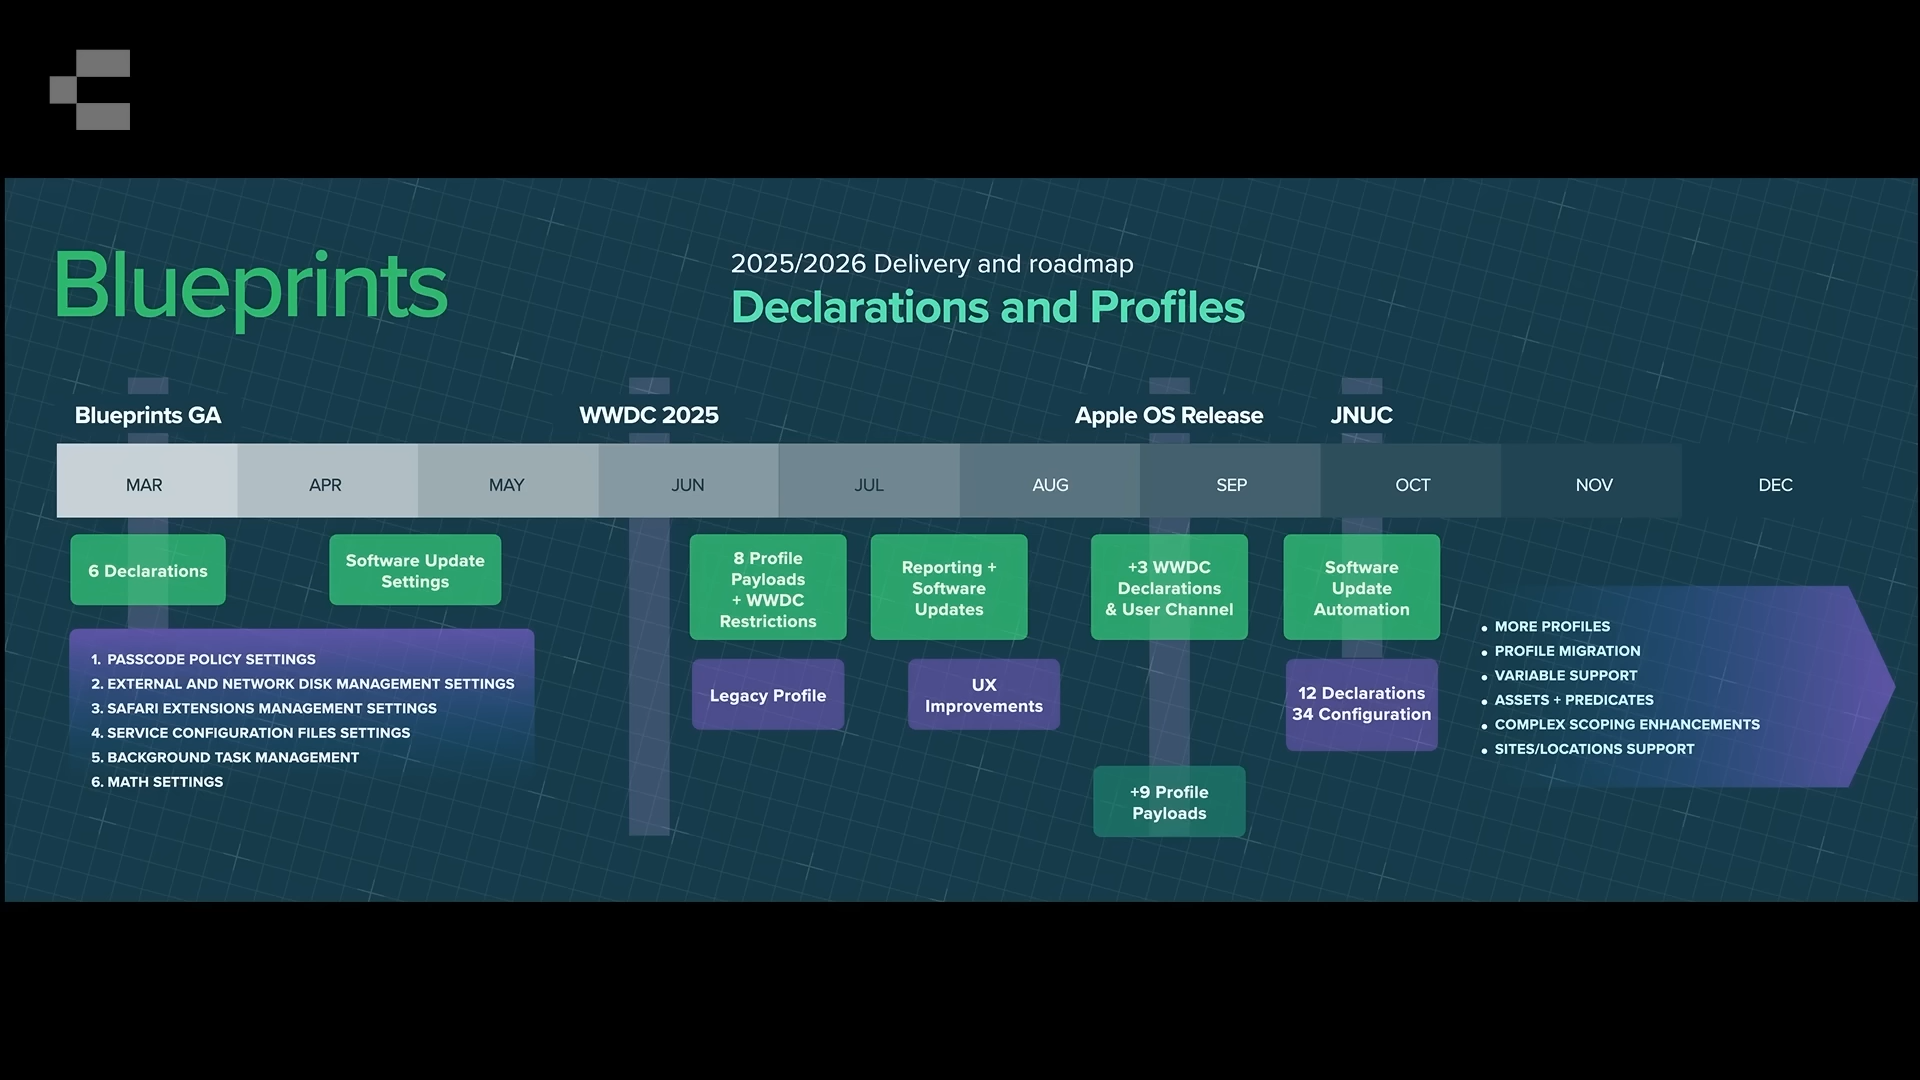 Blueprints
2025/2026 Delivery and roadmap
Declarations and Profiles
Blueprints GA
WWDC 2025
Apple OS Release
JNUC
MAR
APR
MAY
JUN
JUL
AUG
SEP
OCT
NOV
DEC
6 Declarations
Software Update
Settings
8 Profile
Payloads
+ WWDC
Restrictions
Reporting +
Software
Updates
+3 WWDC
Declarations
& User Channel
Software
Update
Automation
1. PASSCODE POLICY SETTINGS
2. EXTERNAL AND NETWORK DISK MANAGEMENT SETTINGS
3. SAFARI EXTENSIONS MANAGEMENT SETTINGS
4. SERVICE CONFIGURATION FILES SETTINGS
5. BACKGROUND TASK MANAGEMENT
6. MATH SETTINGS
Legacy Profile
UX
Improvements
12 Declarations
34 Configuration
+9 Profile
Payloads
• MORE PROFILES
• PROFILE MIGRATION
• VARIABLE SUPPORT
• ASSETS + PREDICATES
• COMPLEX SCOPING ENHANCEMENTS
• SITES/LOCATIONS SUPPORT